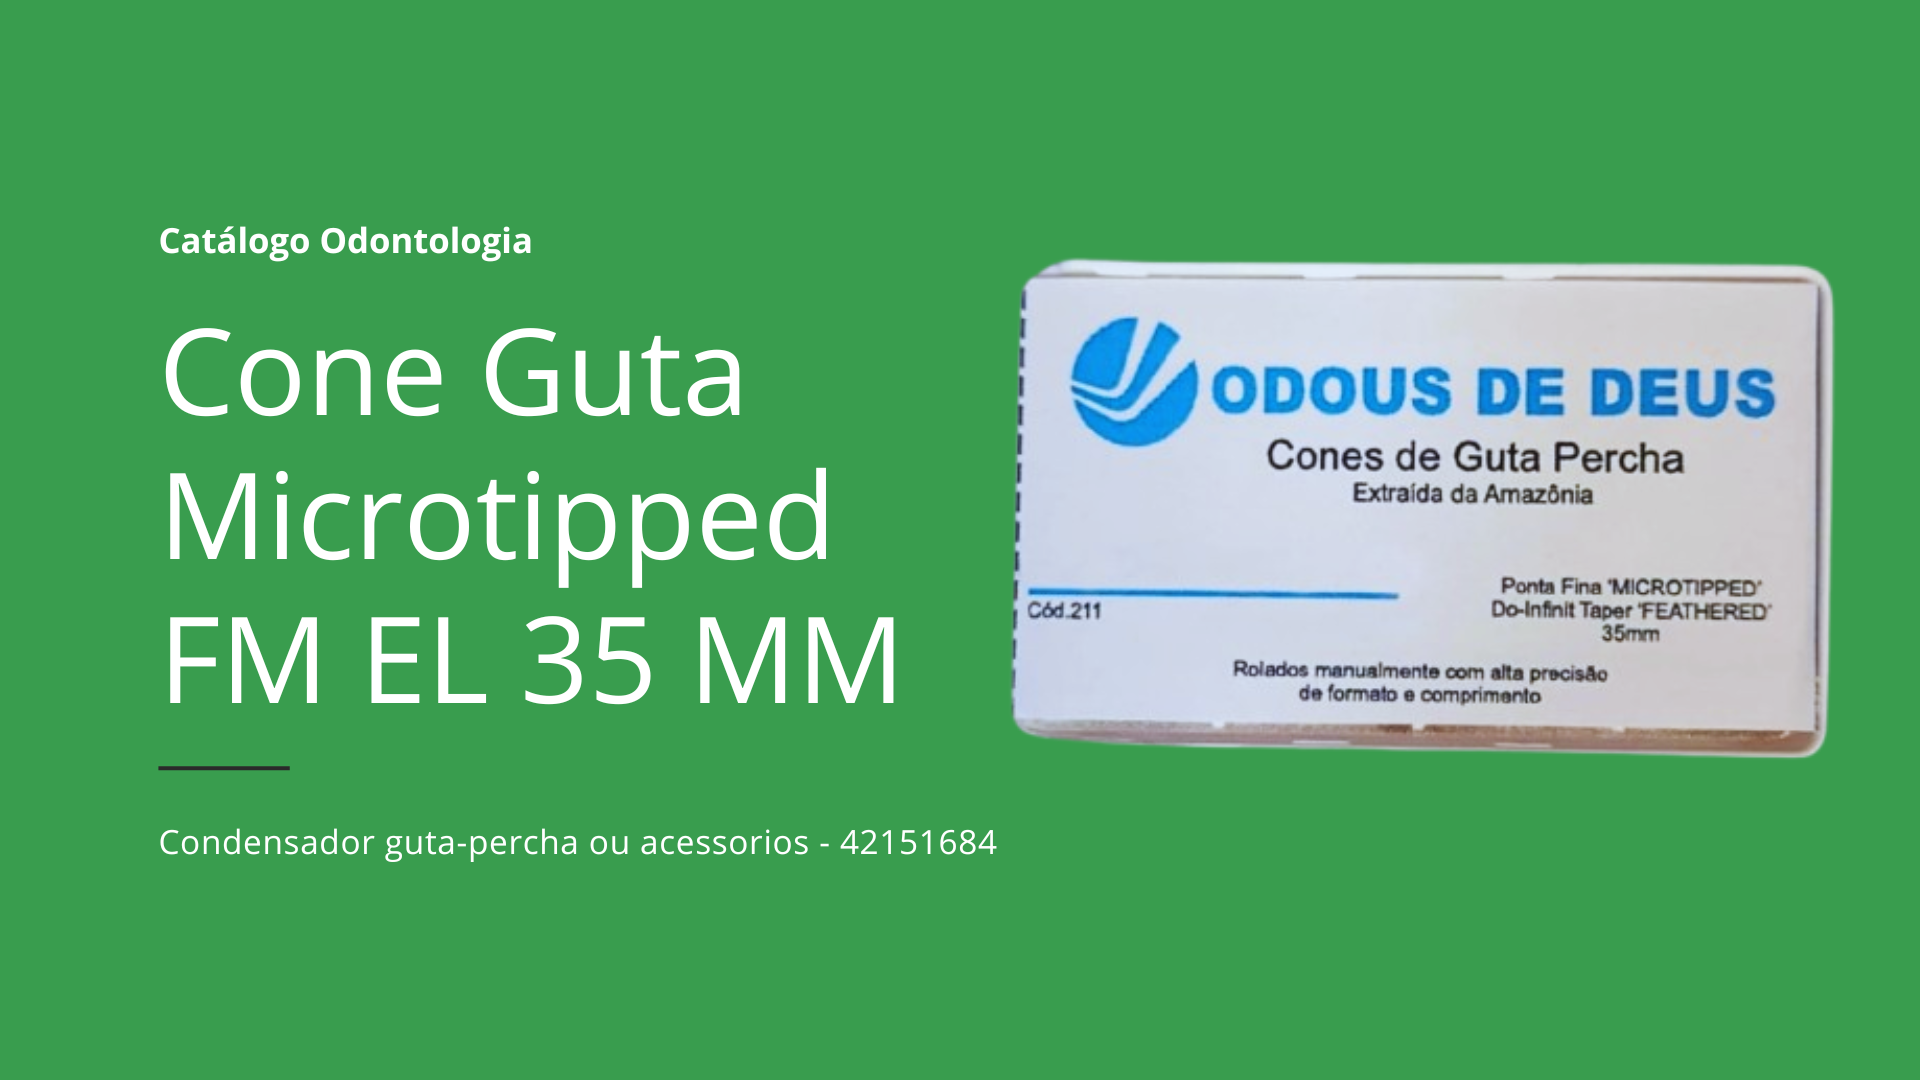 Catálogo Odontologia
Cone Guta
Microtipped
FM EL 35 MM
Condensador guta-percha ou acessorios - 42151684
ODOUS DE DEUS
Cones de Guta Percha
Extraída da Amazônia
Cód.211
Ponta Fina "MICROTIPPED"
Do-Infinit Taper "FEATHERED"
35mm
Rolados manualmente com alta precisão
de formato e comprimento